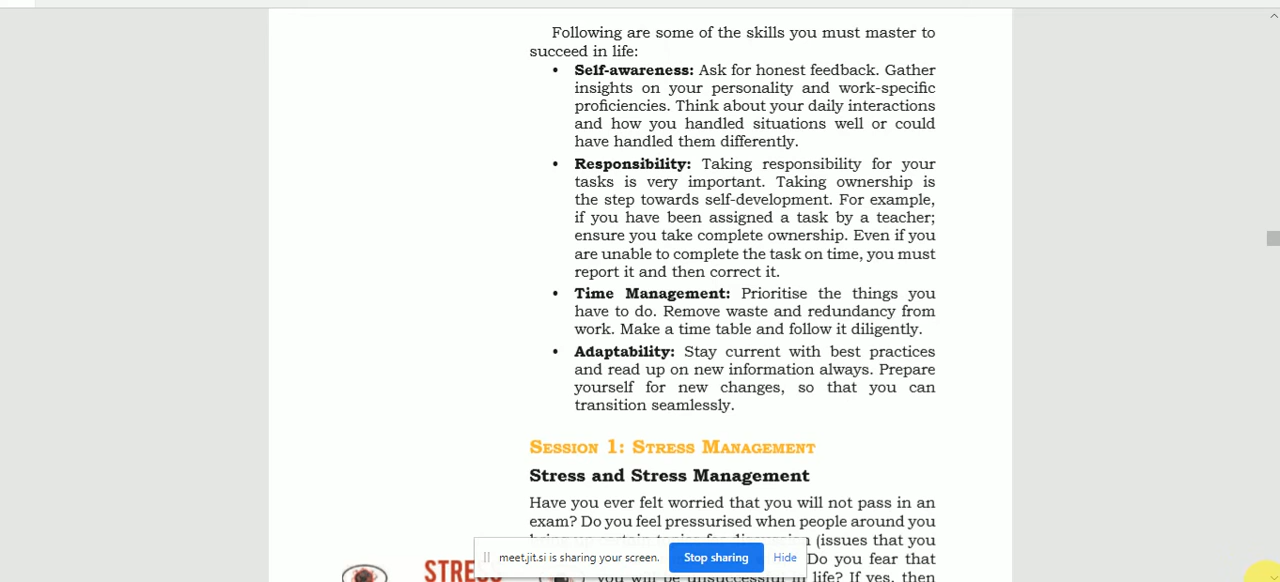 Following are some of the skills you must master to
succeed in life:
• Self-awareness: Ask for honest feedback. Gather
insights on your personality and work-specific
proficiencies. Think about your daily interactions
and how you handled situations well or could
have handled them differently.
• Responsibility: Taking responsibility for your
tasks is very important. Taking ownership is
the step towards self-development. For example,
if you have been assigned a task by a teacher;
ensure you take complete ownership. Even if you
are unable to complete the task on time, you must
report it and then correct it.
• Time Management: Prioritise the things you
have to do. Remove waste and redundancy from
work. Make a time table and follow it diligently.
• Adaptability: Stay current with best practices
and read up on new information always. Prepare
yourself for new changes, so that you can
transition seamlessly.
Session 1: Stress Management
Stress and Stress Management
Have you ever felt worried that you will not pass in an
exam? Do you feel pressurised when people around you
(issues that you
meet.jit.si is sharing your screen.
Stop sharing
Hide
Do you fear that
STRESS
you will be unsuccessful in life? If yes, then